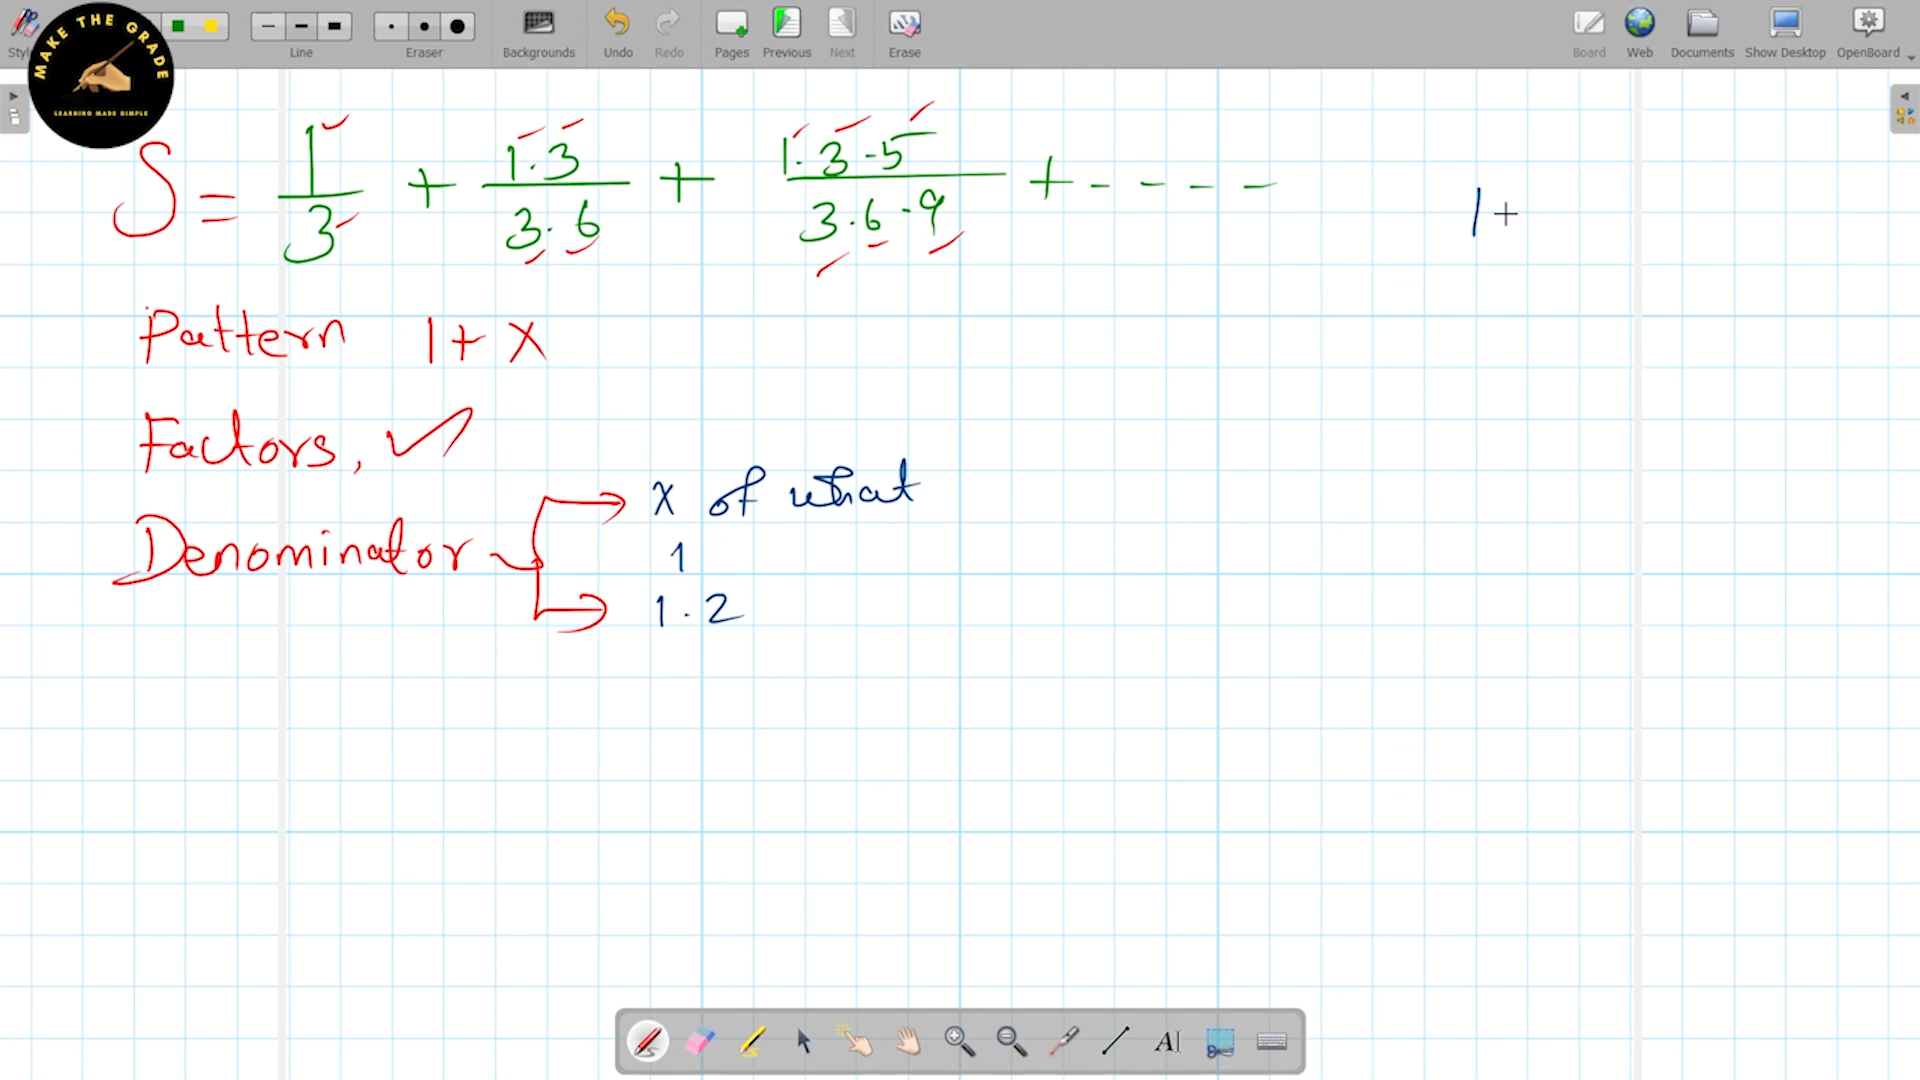 Line Eraser Backgrounds Undo Redo Pages Previous Next Erase Board Web Documents Show Desktop OpenBoard
MAKE THE GRADE
LEARNING MADE SIMPLE
S = 1/3 + 1·3/3·6 + 1·3·5/3·6·9 + - - - -
1
Pattern 1 + x
Factors, ✓
x of what
Denominator
1
1·2
AI